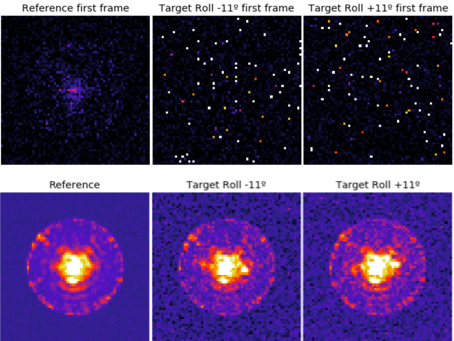 Reference first frame
Target Roll -11º first frame
Target Roll +11º first frame
Reference
Target Roll -11º
Target Roll +11º